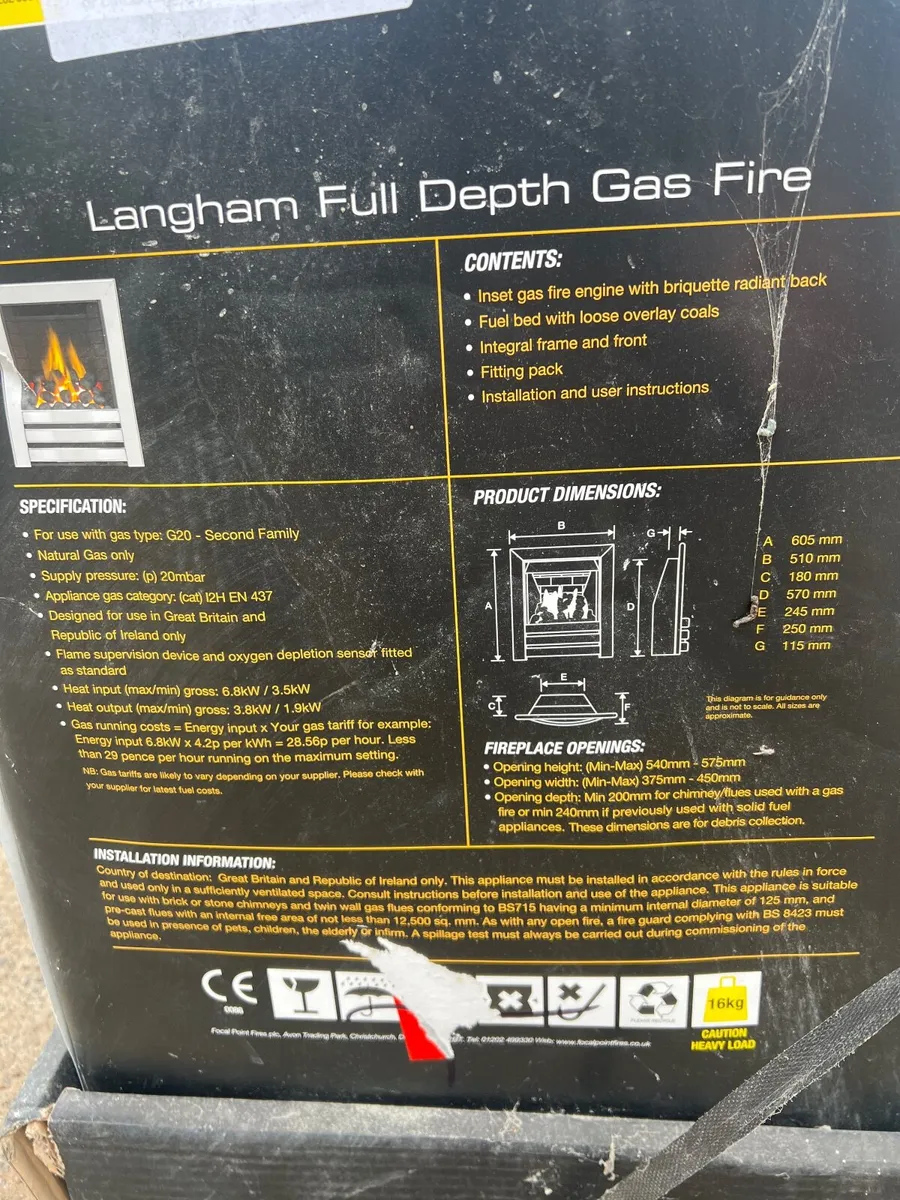 Langham Full Depth Gas Fire
CONTENTS:
• Inset gas fire engine with briquette radiant back
• Fuel bed with loose overlay coals
• Integral frame and front
• Fitting pack
• Installation and user instructions
SPECIFICATION:
• For use with gas type: G20 - Second Family
• Natural Gas only
• Supply pressure: (p) 20mbar
• Appliance gas category: (cat) I2H EN 437
• Designed for use in Great Britain and
Republic of Ireland only
• Flame supervision device and oxygen depletion sensor fitted
as standard
• Heat input (max/min) gross: 6.8kW / 3.5kW
• Heat output (max/min) gross: 3.8kW / 1.9kW
• Gas running costs = Energy input x Your gas tariff for example:
Energy input 6.8kW x 4.2p per kWh = 28.56p per hour. Less
than 29 pence per hour running on the maximum setting.
NB: Gas tariffs are likely to vary depending on your supplier. Please check with
your supplier for latest fuel costs.
PRODUCT DIMENSIONS:
B
G
A
D
E
C
F
A 605 mm
B 510 mm
C 180 mm
D 570 mm
E 245 mm
F 250 mm
G 115 mm
This diagram is for guidance only
and is not to scale. All sizes are
approximate.
FIREPLACE OPENINGS:
• Opening height: (Min-Max) 540mm - 575mm
• Opening width: (Min-Max) 375mm - 450mm
• Opening depth: Min 200mm for chimney/flues used with a gas
fire or min 240mm if previously used with solid fuel
appliances. These dimensions are for debris collection.
INSTALLATION INFORMATION:
Country of destination: Great Britain and Republic of Ireland only. This appliance must be installed in accordance with the rules in force
and used only in a sufficiently ventilated space. Consult instructions before installation and use of the appliance. This appliance is suitable
for use with brick or stone chimneys and twin wall gas flues conforming to BS715 having a minimum internal diameter of 125 mm, and
pre-cast flues with an internal free area of not less than 12,500 sq. mm. As with any open fire, a fire guard complying with BS 8423 must
be used in presence of pets, children, the elderly or infirm. A spillage test must always be carried out during commissioning of the
appliance.
CE
0086
PLEASE RECYCLE
16kg
CAUTION
HEAVY LOAD
Focal Point Fires plc, Avon Trading Park, Christchurch, Tel: 01202 499330 Web: www.focalpointfires.co.uk